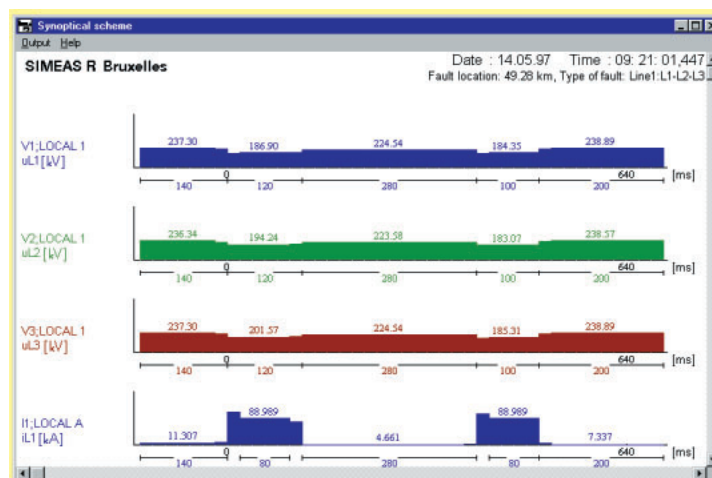 Synoptical scheme
Output Help
SIMEAS R Bruxelles
Date : 14.05.97 Time : 09: 21: 01,447
Fault location: 49.28 km, Type of fault: Line1:L1-L2-L3
V1;LOCAL 1
uL1[kV]
237.30 186.90 224.54 184.35 238.89
0 640 [ms]
140 120 280 100 200
V2;LOCAL 1
uL2[kV]
236.34 194.24 223.58 183.07 238.57
0 640 [ms]
140 120 280 100 200
V3;LOCAL 1
uL3[kV]
237.30 201.57 224.54 185.31 238.89
0 640 [ms]
140 120 280 100 200
I1;LOCAL A
iL1[kA]
11.307 88.989 4.661 88.989 7.337
0 640 [ms]
140 80 280 80 200